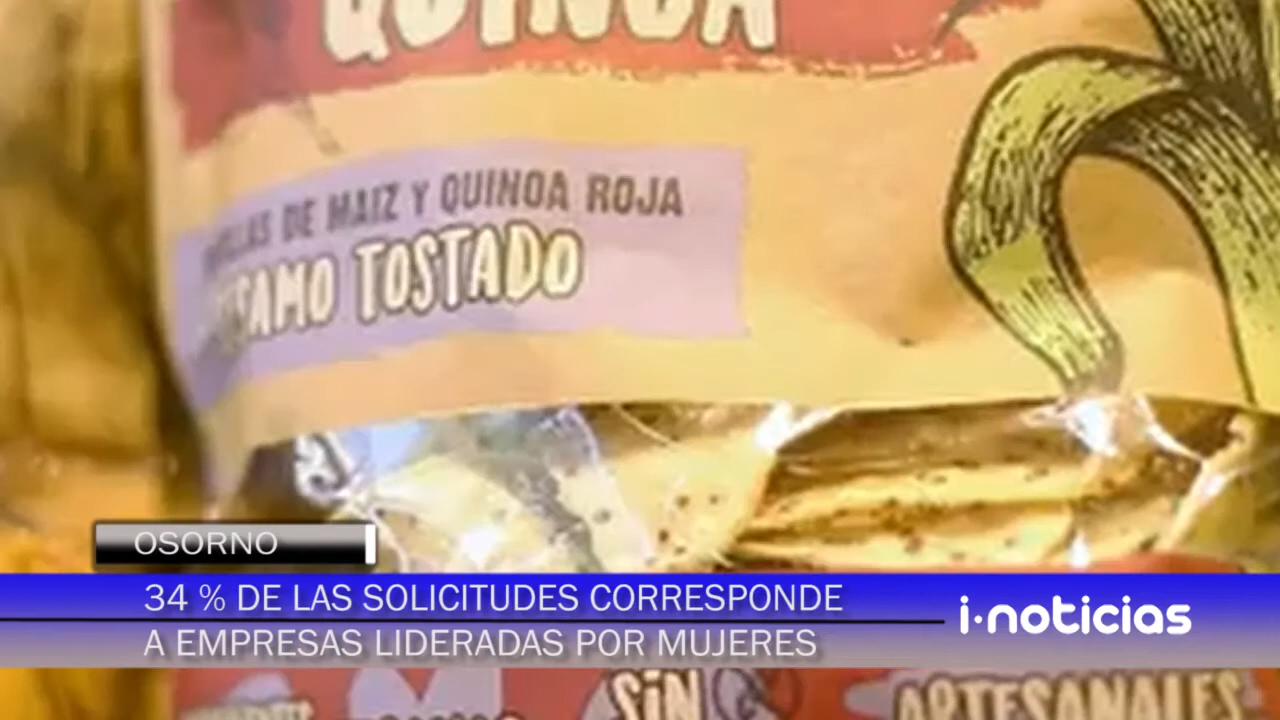 QUINOA
DE MAIZ Y QUINOA ROJA
TOSTADO
OSORNO
34 % DE LAS SOLICITUDES CORRESPONDE
A EMPRESAS LIDERADAS POR MUJERES
i·noticias
SIN
ARTESANALES